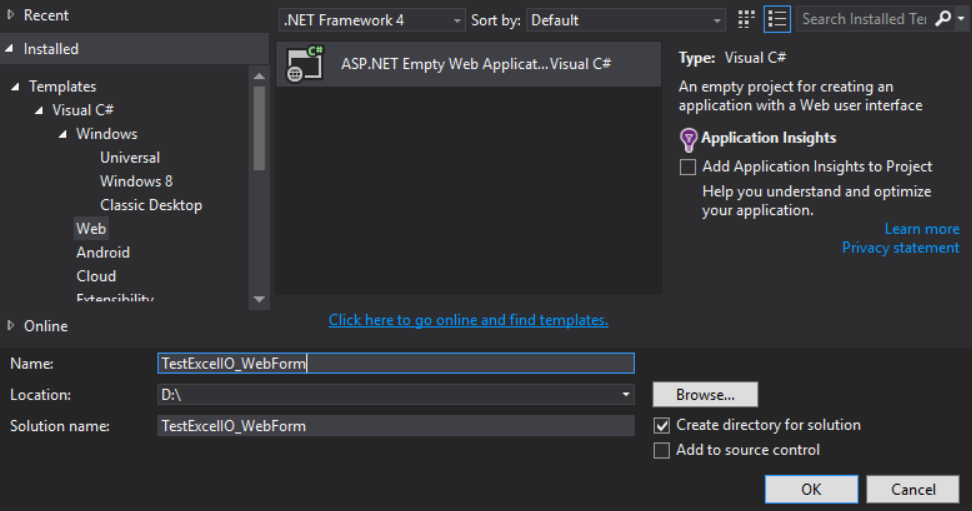 Recent
.NET Framework 4
Sort by:
Default
Search Installed Te
Installed
Templates
Visual C#
Windows
Universal
Windows 8
Classic Desktop
Web
Android
Cloud
Extensibility
Online
C#
ASP.NET Empty Web Applicat...Visual C#
Click here to go online and find templates.
Type: Visual C#
An empty project for creating an
application with a Web user interface
Application Insights
Add Application Insights to Project
Help you understand and optimize
your application.
Learn more
Privacy statement
Name:
TestExcelIO_WebForm
Location:
D:\
Browse...
Solution name:
TestExcelIO_WebForm
Create directory for solution
Add to source control
OK
Cancel